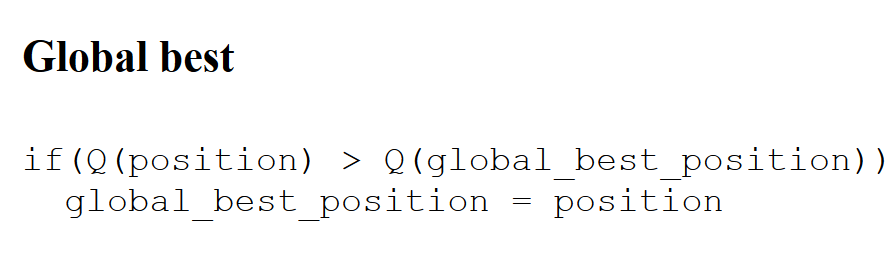 Global best
if(Q(position) > Q(global_best_position))
  global_best_position = position